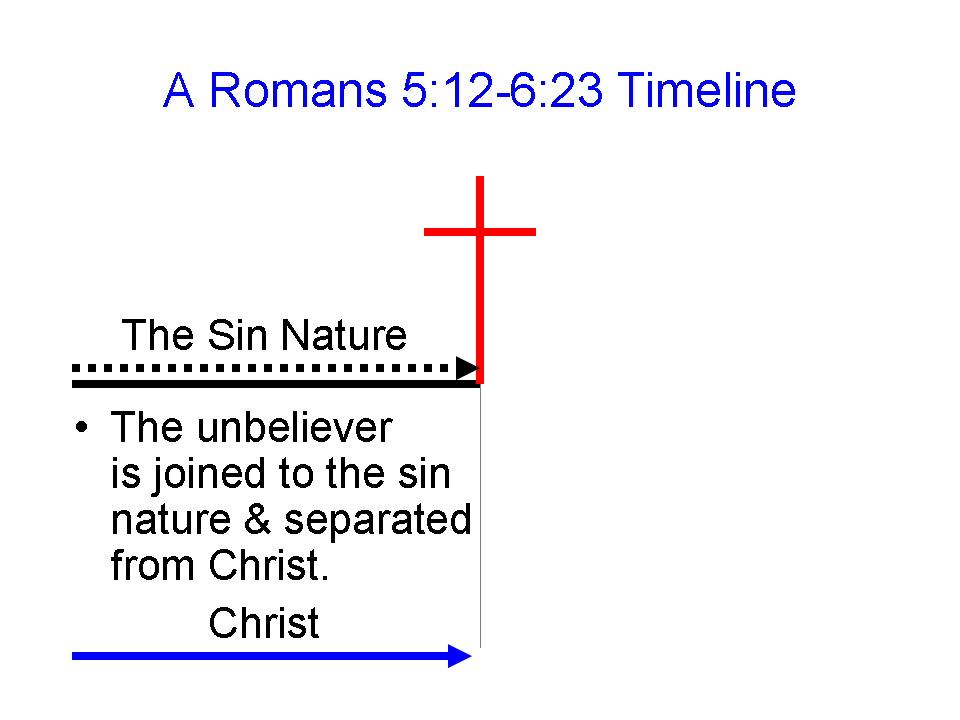 A Romans 5:12-6:23 Timeline
The Sin Nature
• The unbeliever
is joined to the sin
nature & separated
from Christ.
Christ